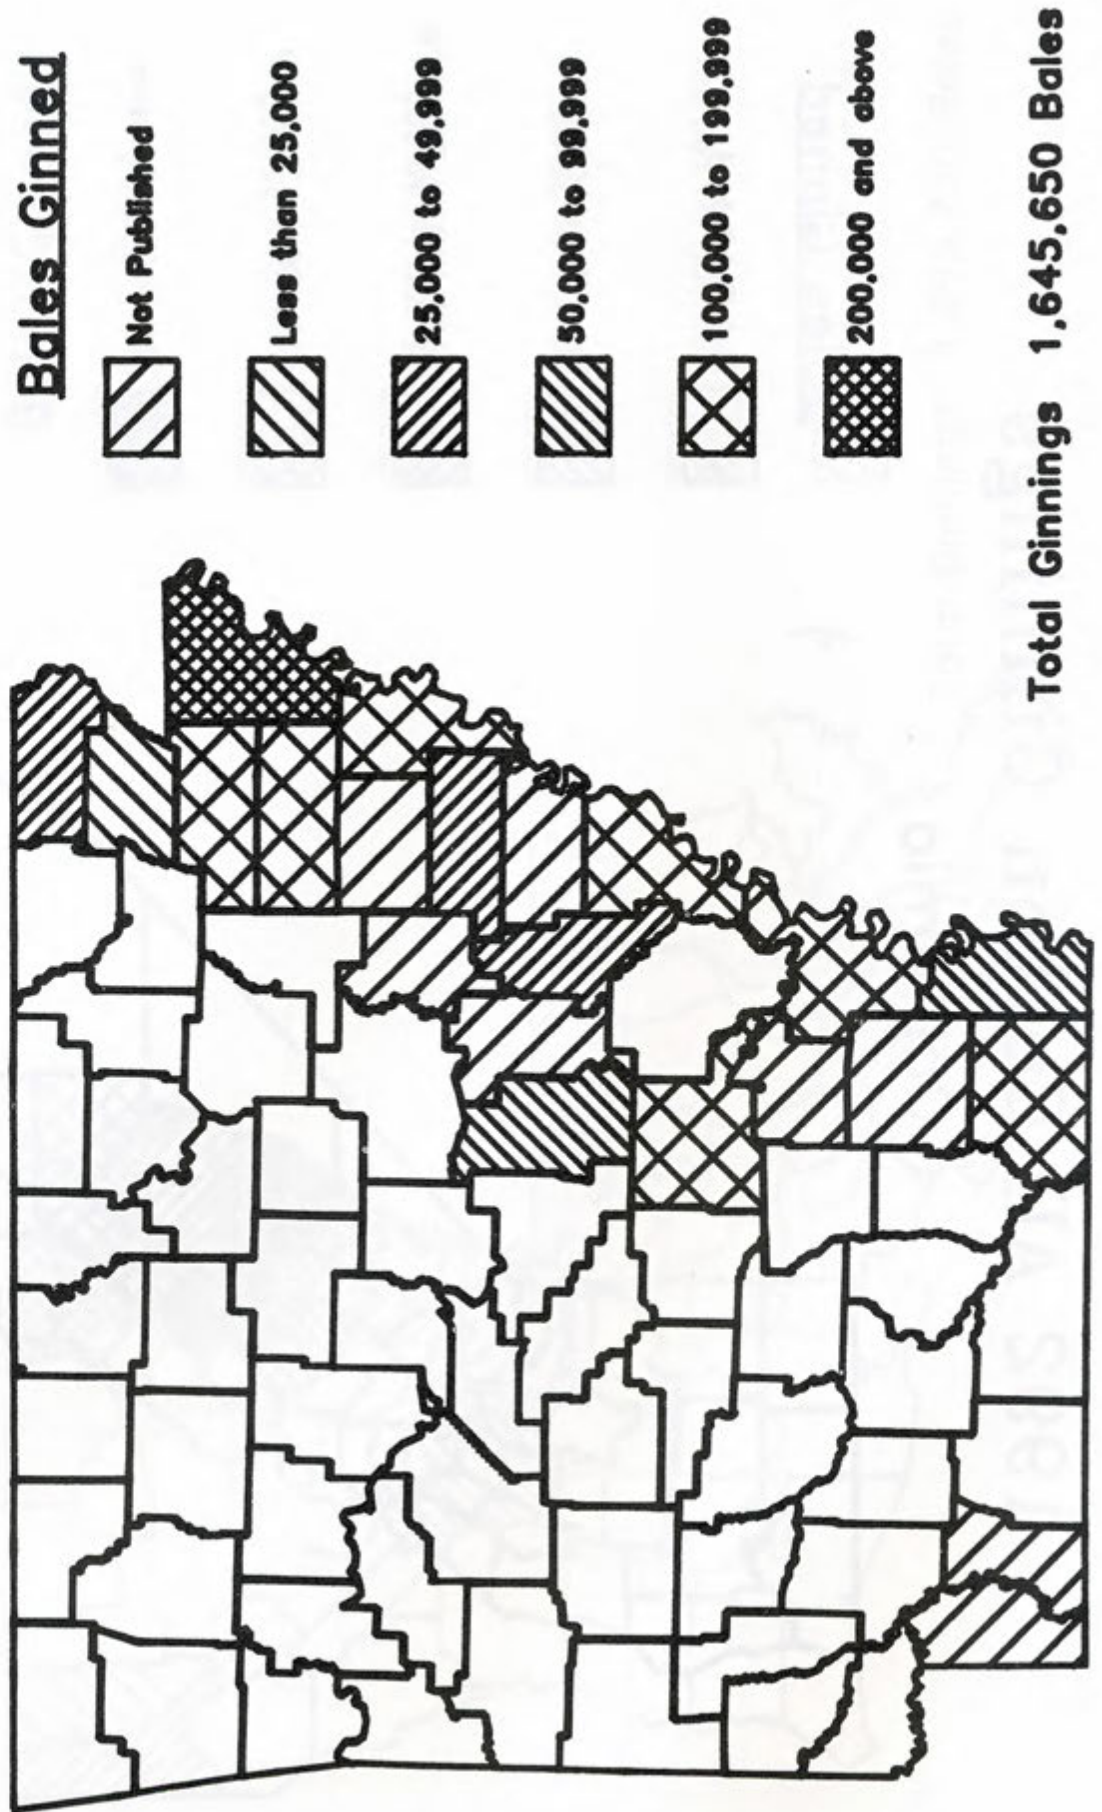 Bales Ginned
Not Published
Less than 25,000
25,000 to 49,999
50,000 to 99,999
100,000 to 199,999
200,000 and above
Total Ginnings 1,645,650 Bales